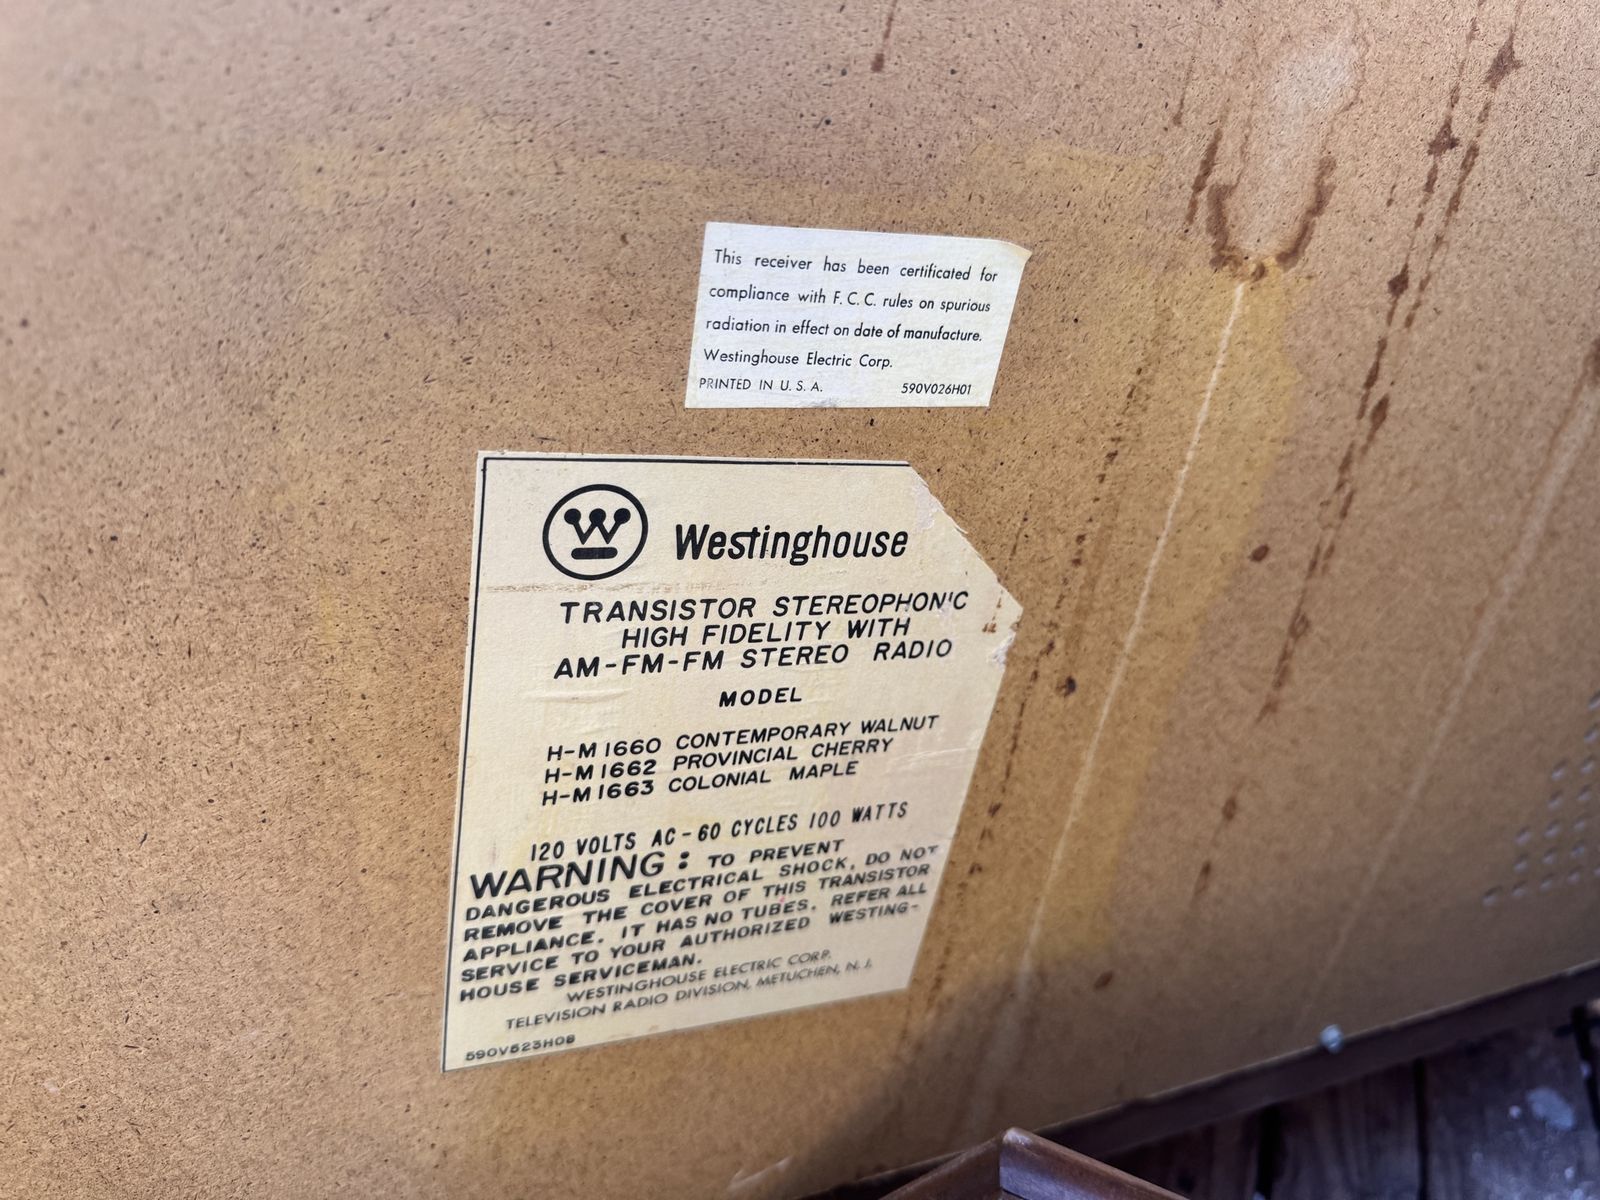 This receiver has been certificated for
compliance with F. C. C. rules on spurious
radiation in effect on date of manufacture.
Westinghouse Electric Corp.
PRINTED IN U. S. A. 590V026H01
W Westinghouse
TRANSISTOR STEREOPHONIC
HIGH FIDELITY WITH
AM-FM-FM STEREO RADIO
MODEL
H-M1660 CONTEMPORARY WALNUT
H-M1662 PROVINCIAL CHERRY
H-M1663 COLONIAL MAPLE
120 VOLTS AC-60 CYCLES 100 WATTS
WARNING: TO PREVENT
DANGEROUS ELECTRICAL SHOCK, DO NOT
REMOVE THE COVER OF THIS TRANSISTOR
APPLIANCE. IT HAS NO TUBES. REFER ALL
SERVICE TO YOUR AUTHORIZED WESTING-
HOUSE SERVICEMAN.
WESTINGHOUSE ELECTRIC CORP.
TELEVISION RADIO DIVISION, METUCHEN, N. J.
590V523H08